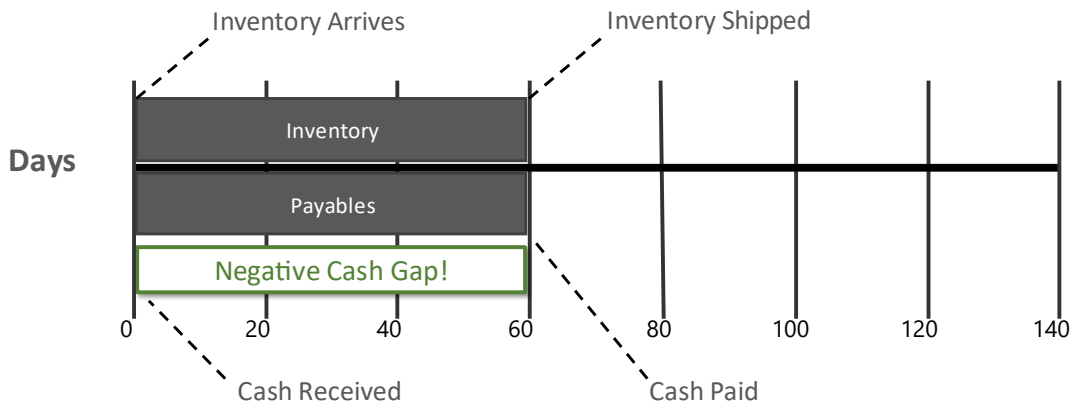 Inventory Arrives
Inventory Shipped
Inventory
Days
Payables
Negative Cash Gap!
0 20 40 60 80 100 120 140
Cash Received
Cash Paid